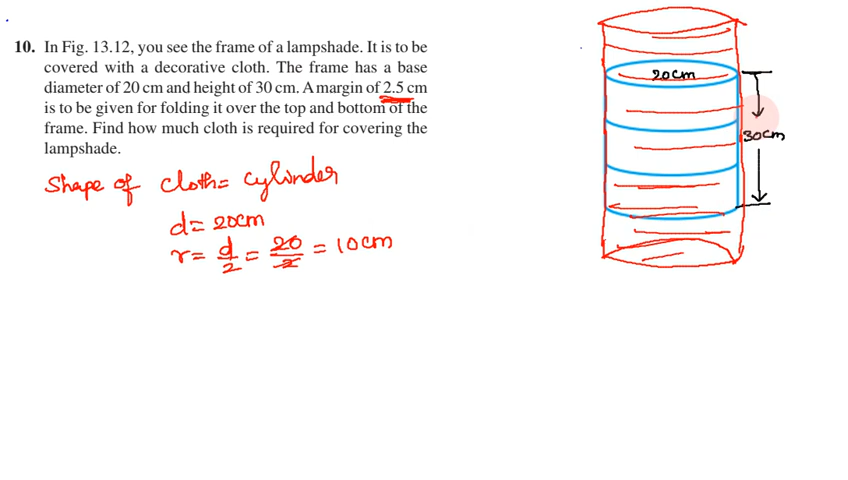 10. In Fig. 13.12, you see the frame of a lampshade. It is to be
covered with a decorative cloth. The frame has a base
diameter of 20 cm and height of 30 cm. A margin of 2.5 cm
is to be given for folding it over the top and bottom of the
frame. Find how much cloth is required for covering the
lampshade.
Shape of cloth = cylinder
d = 20cm
r = d/2 = 20/2 = 10cm
20cm
30cm